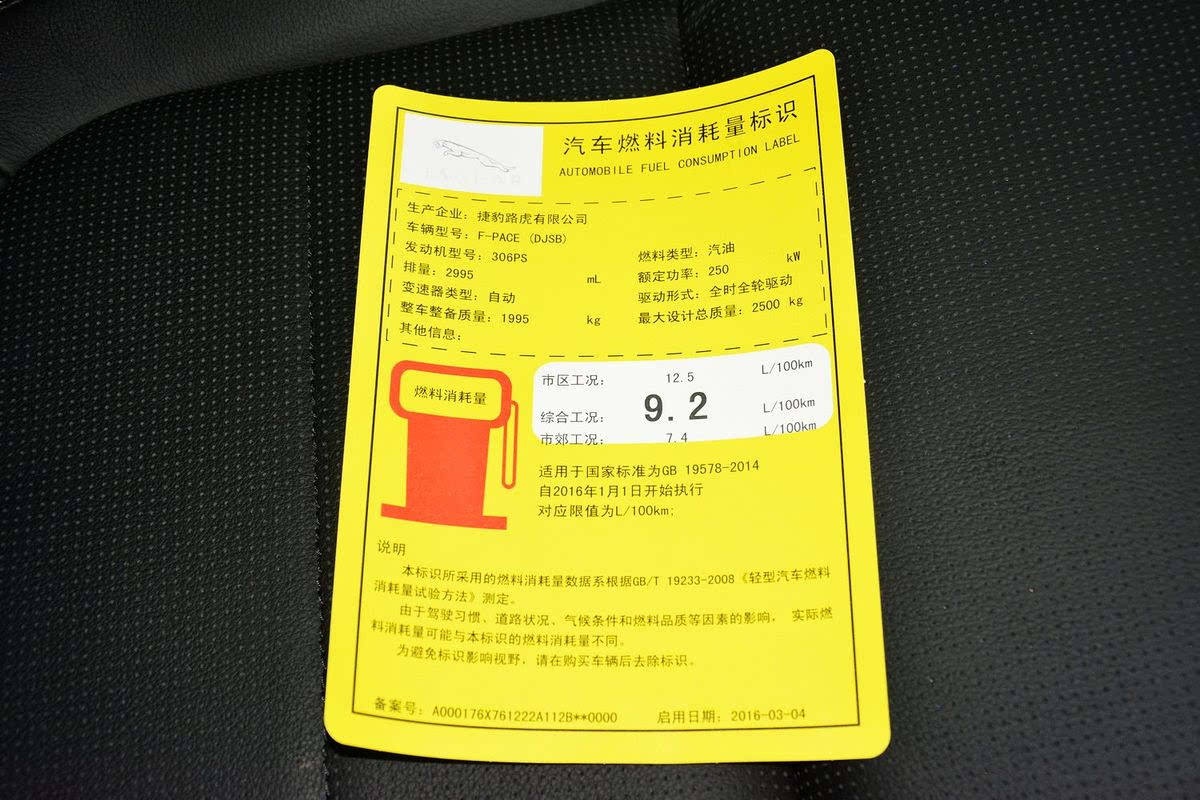 汽车燃料消耗量标识
AUTOMOBILE FUEL CONSUMPTION LABEL
生产企业：捷豹路虎有限公司
车辆型号：F-PACE (DJSB)
发动机型号：306PS
燃料类型：汽油
排量：2995 mL
额定功率：250 kW
变速器类型：自动
驱动形式：全时全轮驱动
整车整备质量：1995 kg
最大设计总质量：2500 kg
其他信息：
燃料消耗量
市区工况： 12.5 L/100km
综合工况： 9.2 L/100km
市郊工况： 7.4 L/100km
适用于国家标准为GB 19578-2014
自2016年1月1日开始执行
对应限值为L/100km;
说明
本标识所采用的燃料消耗量数据系根据GB/T 19233-2008《轻型汽车燃料
消耗量试验方法》测定。
由于驾驶习惯、道路状况、气候条件和燃料品质等因素的影响， 实际燃
料消耗量可能与本标识的燃料消耗量不同。
为避免标识影响视野，请在购买车辆后去除标识。
备案号：A000176X761222A112B**0000 启用日期：2016-03-04